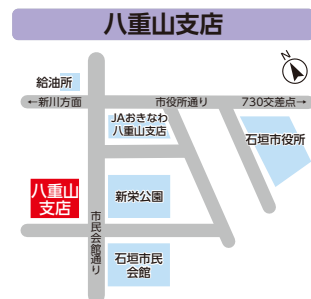 八重山支店
N
給油所
←新川方面
市役所通り
730交差点→
JAおきなわ
八重山支店
石垣市役所
八重山
支店
新栄公園
市民会館通り
石垣市民
会館